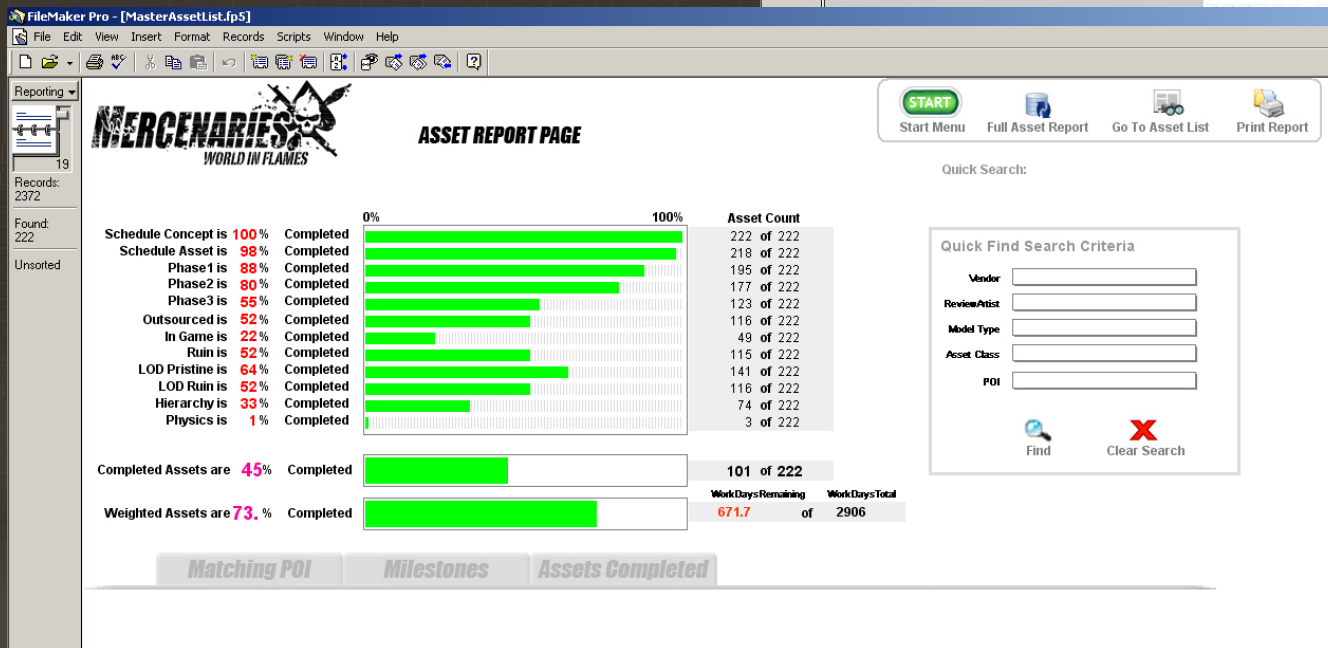 FileMaker Pro - [MasterAssetList.fp5]
File Edit View Insert Format Records Scripts Window Help
ABC
Reporting
19
Records:
2372
Found:
222
Unsorted
MERCENARIES
WORLD IN FLAMES
ASSET REPORT PAGE
START
Start Menu Full Asset Report Go To Asset List Print Report
Quick Search:
0% 100% Asset Count
Schedule Concept is 100 % Completed 222 of 222
Schedule Asset is 98 % Completed 218 of 222
Phase1 is 88 % Completed 195 of 222
Phase2 is 80 % Completed 177 of 222
Phase3 is 55 % Completed 123 of 222
Outsourced is 52 % Completed 116 of 222
In Game is 22 % Completed 49 of 222
Ruin is 52 % Completed 115 of 222
LOD Pristine is 64 % Completed 141 of 222
LOD Ruin is 52 % Completed 116 of 222
Hierarchy is 33 % Completed 74 of 222
Physics is 1 % Completed 3 of 222
Completed Assets are 45% Completed 101 of 222
WorkDaysRemaining WorkDaysTotal
Weighted Assets are 73. % Completed 671.7 of 2906
Quick Find Search Criteria
Vendor
ReviewArtist
Model Type
Asset Class
POI
Find Clear Search
Matching POI Milestones Assets Completed